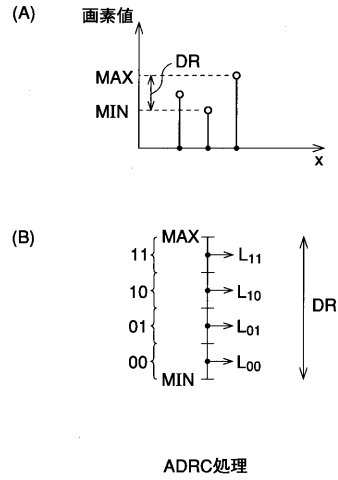 (A)
画素値
DR
MAX
MIN
x
(B)
MAX
11 L11
10 L10
DR
01 L01
00 L00
MIN
ADRC処理